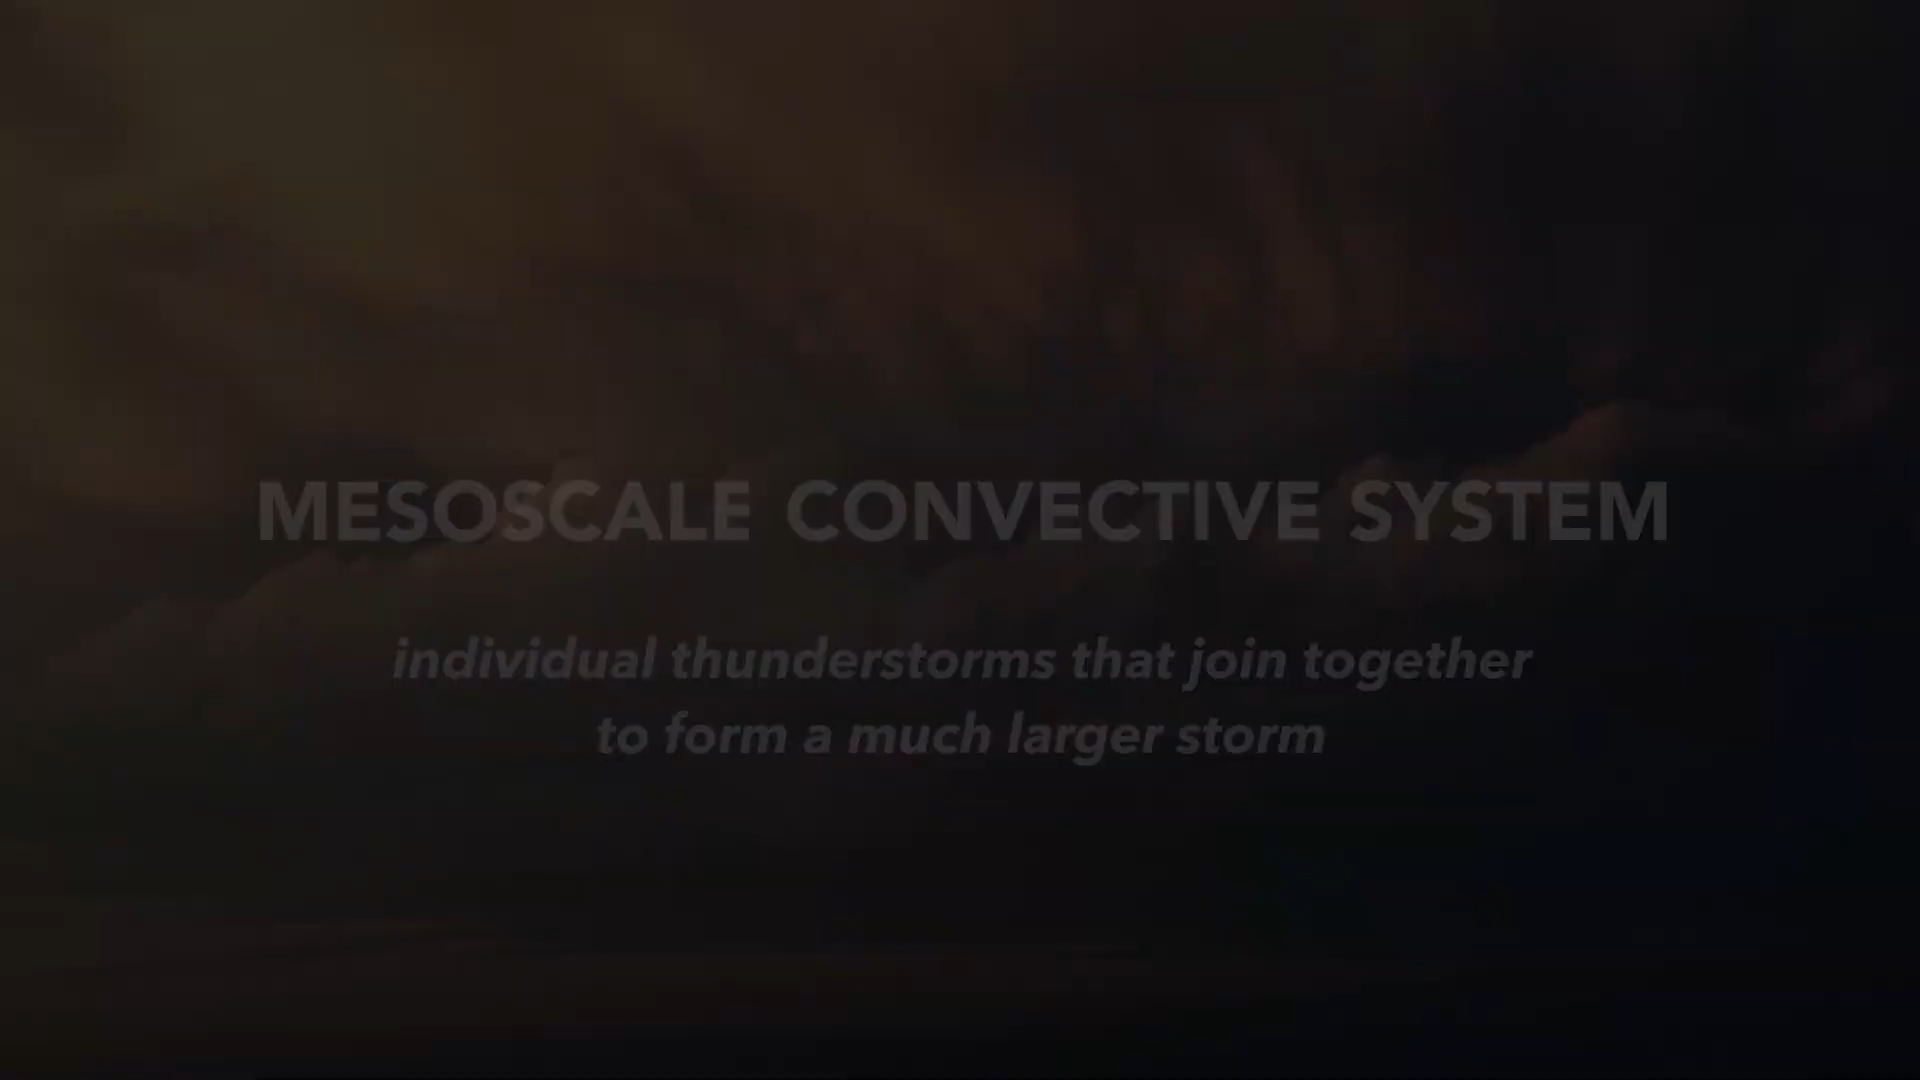 MESOSCALE CONVECTIVE SYSTEM
individual thunderstorms that join together
to form a much larger storm